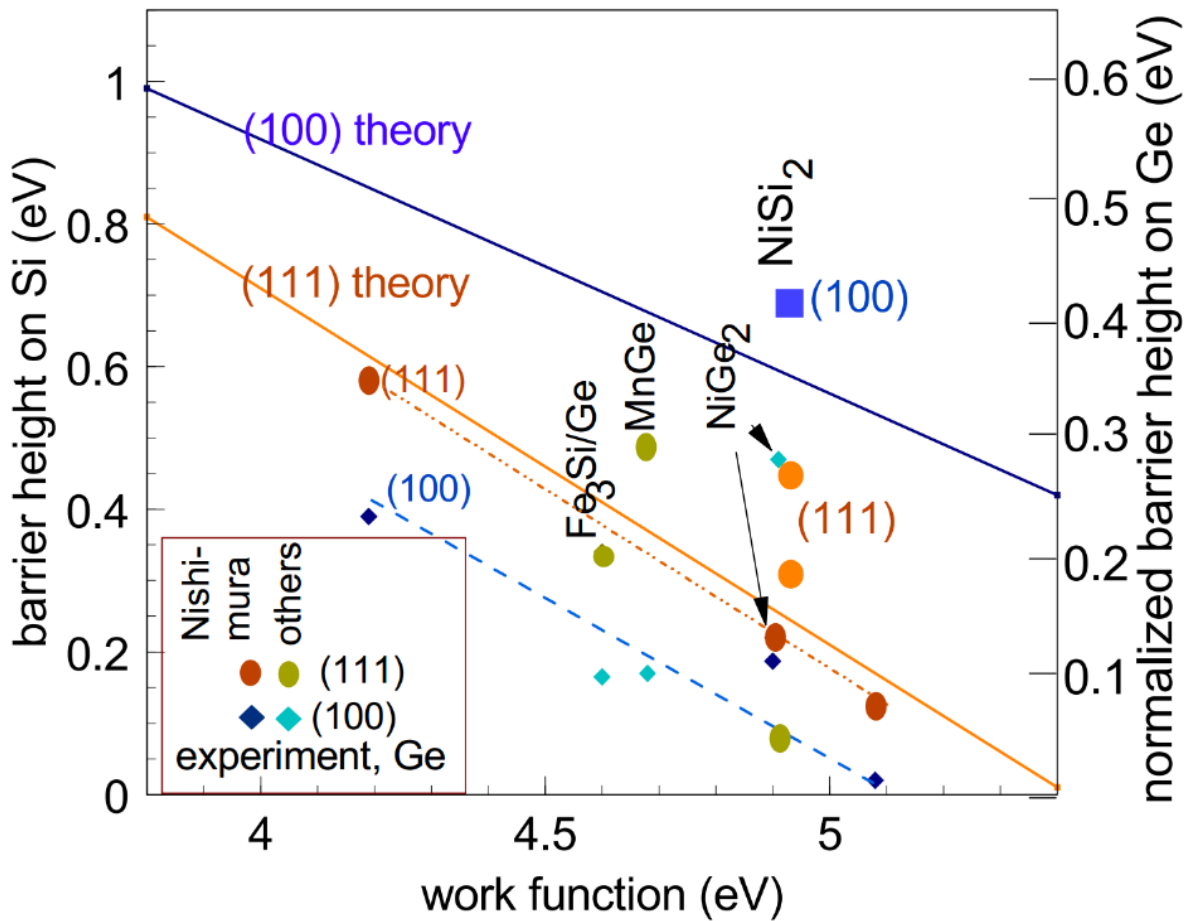 barrier height on Si (eV)
1
0.8
0.6
0.4
0.2
0
(100) theory
(111) theory
(111)
(100)
Fe3Si/Ge
MnGe
NiGe2
NiSi2
(100)
(111)
Nishi-
mura
others
(111)
(100)
experiment, Ge
4
4.5
5
work function (eV)
0.6
0.5
0.4
0.3
0.2
0.1
normalized barrier height on Ge (eV)